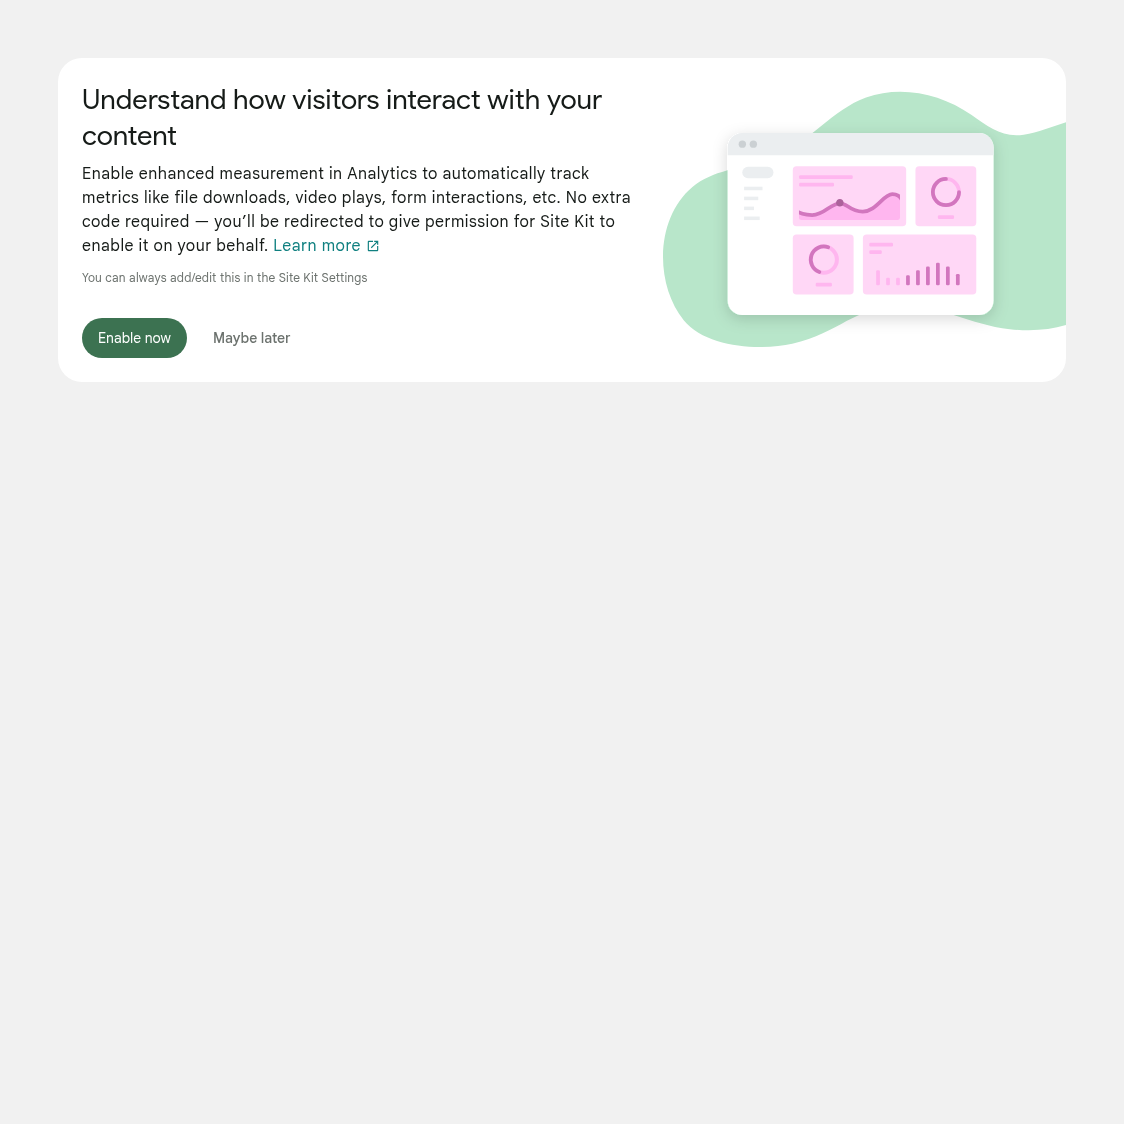 Understand how visitors interact with your
content
Enable enhanced measurement in Analytics to automatically track
metrics like file downloads, video plays, form interactions, etc. No extra
code required — you’ll be redirected to give permission for Site Kit to
enable it on your behalf. Learn more
You can always add/edit this in the Site Kit Settings
Enable now
Maybe later